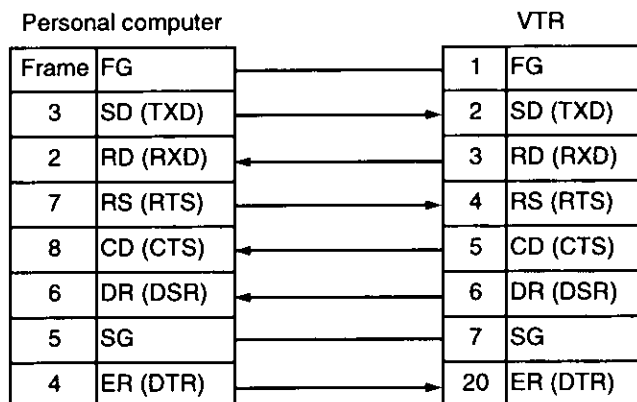 Personal computer VTR
Frame FG 1 FG
3 SD (TXD) 2 SD (TXD)
2 RD (RXD) 3 RD (RXD)
7 RS (RTS) 4 RS (RTS)
8 CD (CTS) 5 CD (CTS)
6 DR (DSR) 6 DR (DSR)
5 SG 7 SG
4 ER (DTR) 20 ER (DTR)